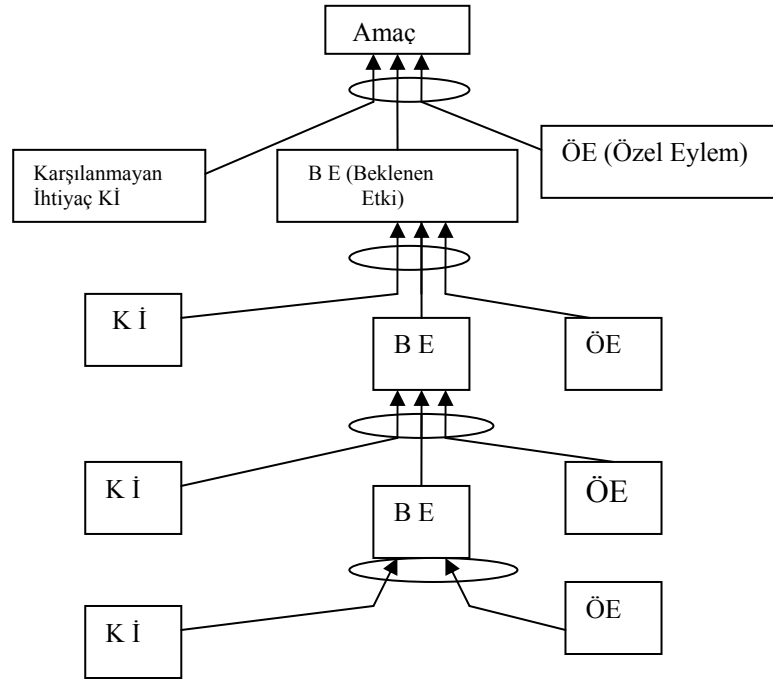 Amaç
Karşılanmayan
İhtiyaç Kİ
B E (Beklenen
Etki)
ÖE (Özel Eylem)
K İ
B E
ÖE
K İ
B E
ÖE
K İ
ÖE